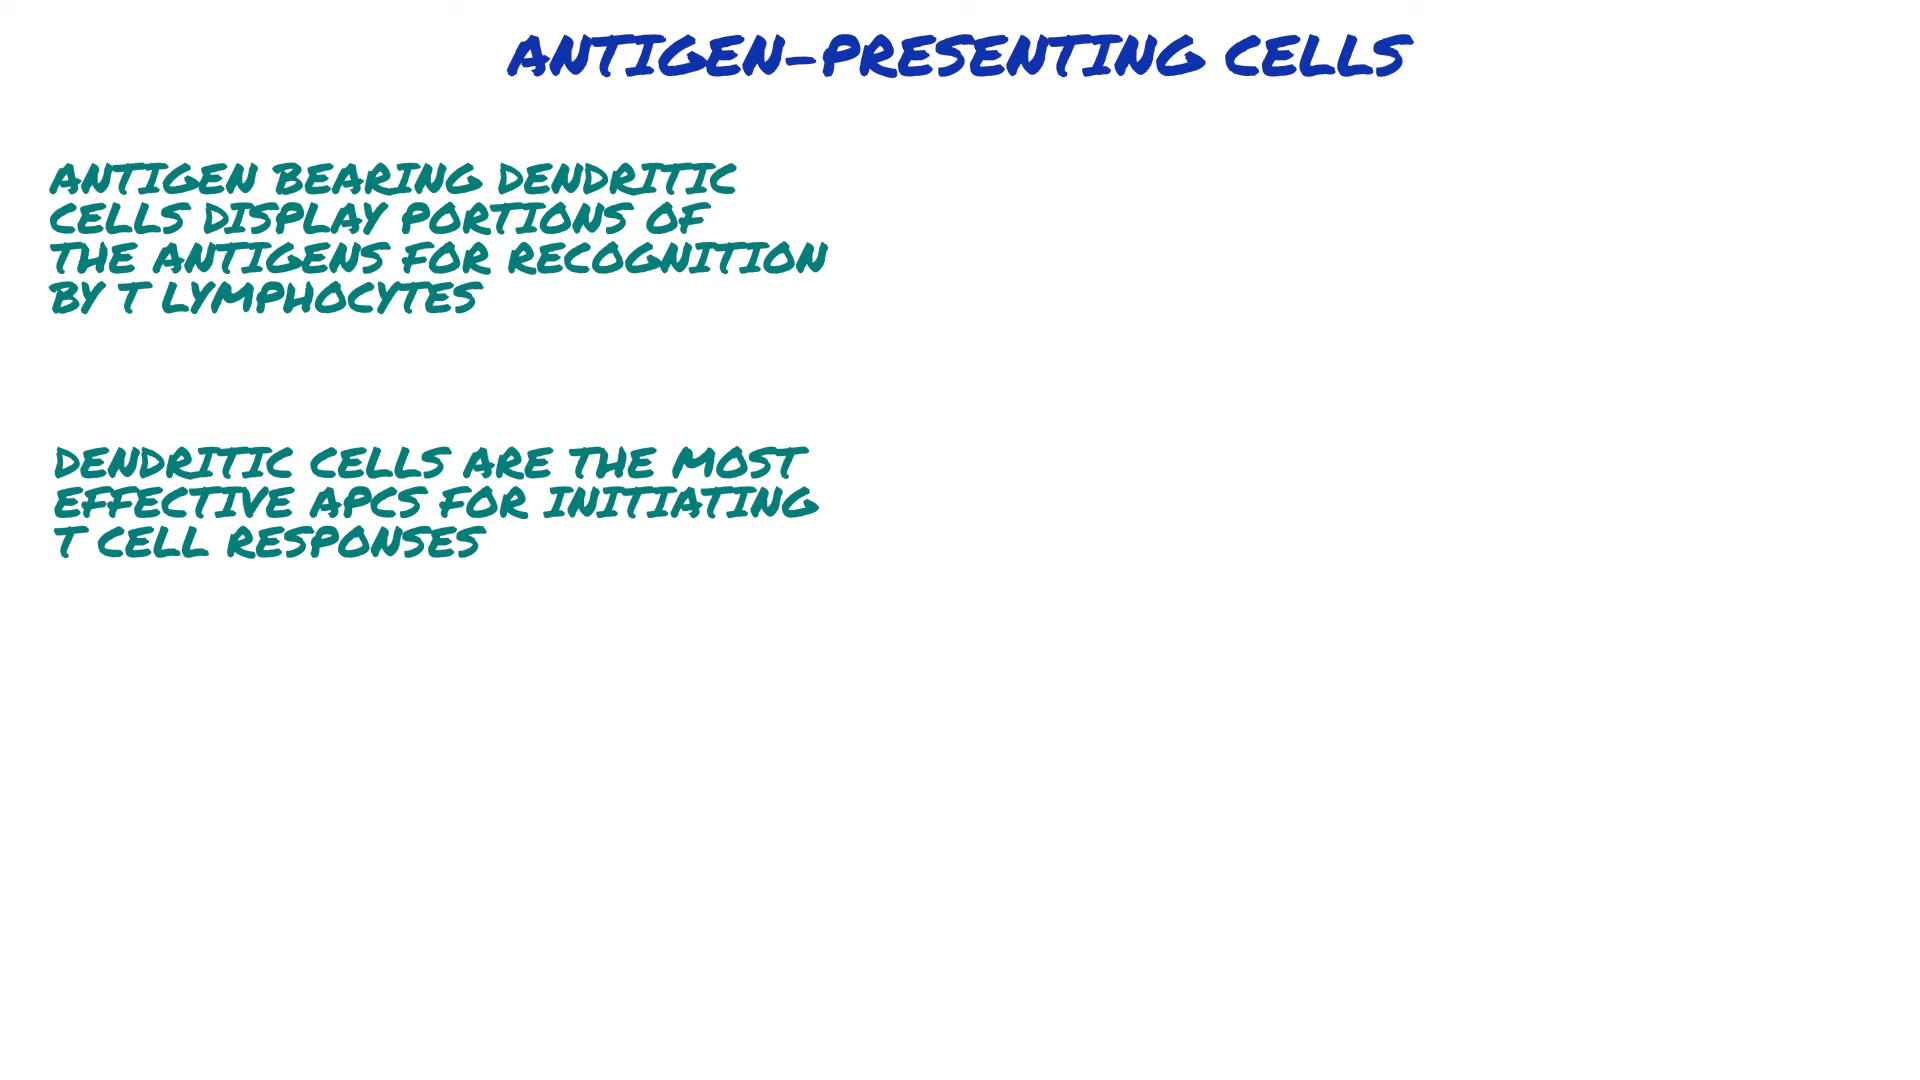 ANTIGEN-PRESENTING CELLS
ANTIGEN BEARING DENDRITIC
CELLS DISPLAY PORTIONS OF
THE ANTIGENS FOR RECOGNITION
BY T LYMPHOCYTES
DENDRITIC CELLS ARE THE MOST
EFFECTIVE APCS FOR INITIATING
T CELL RESPONSES